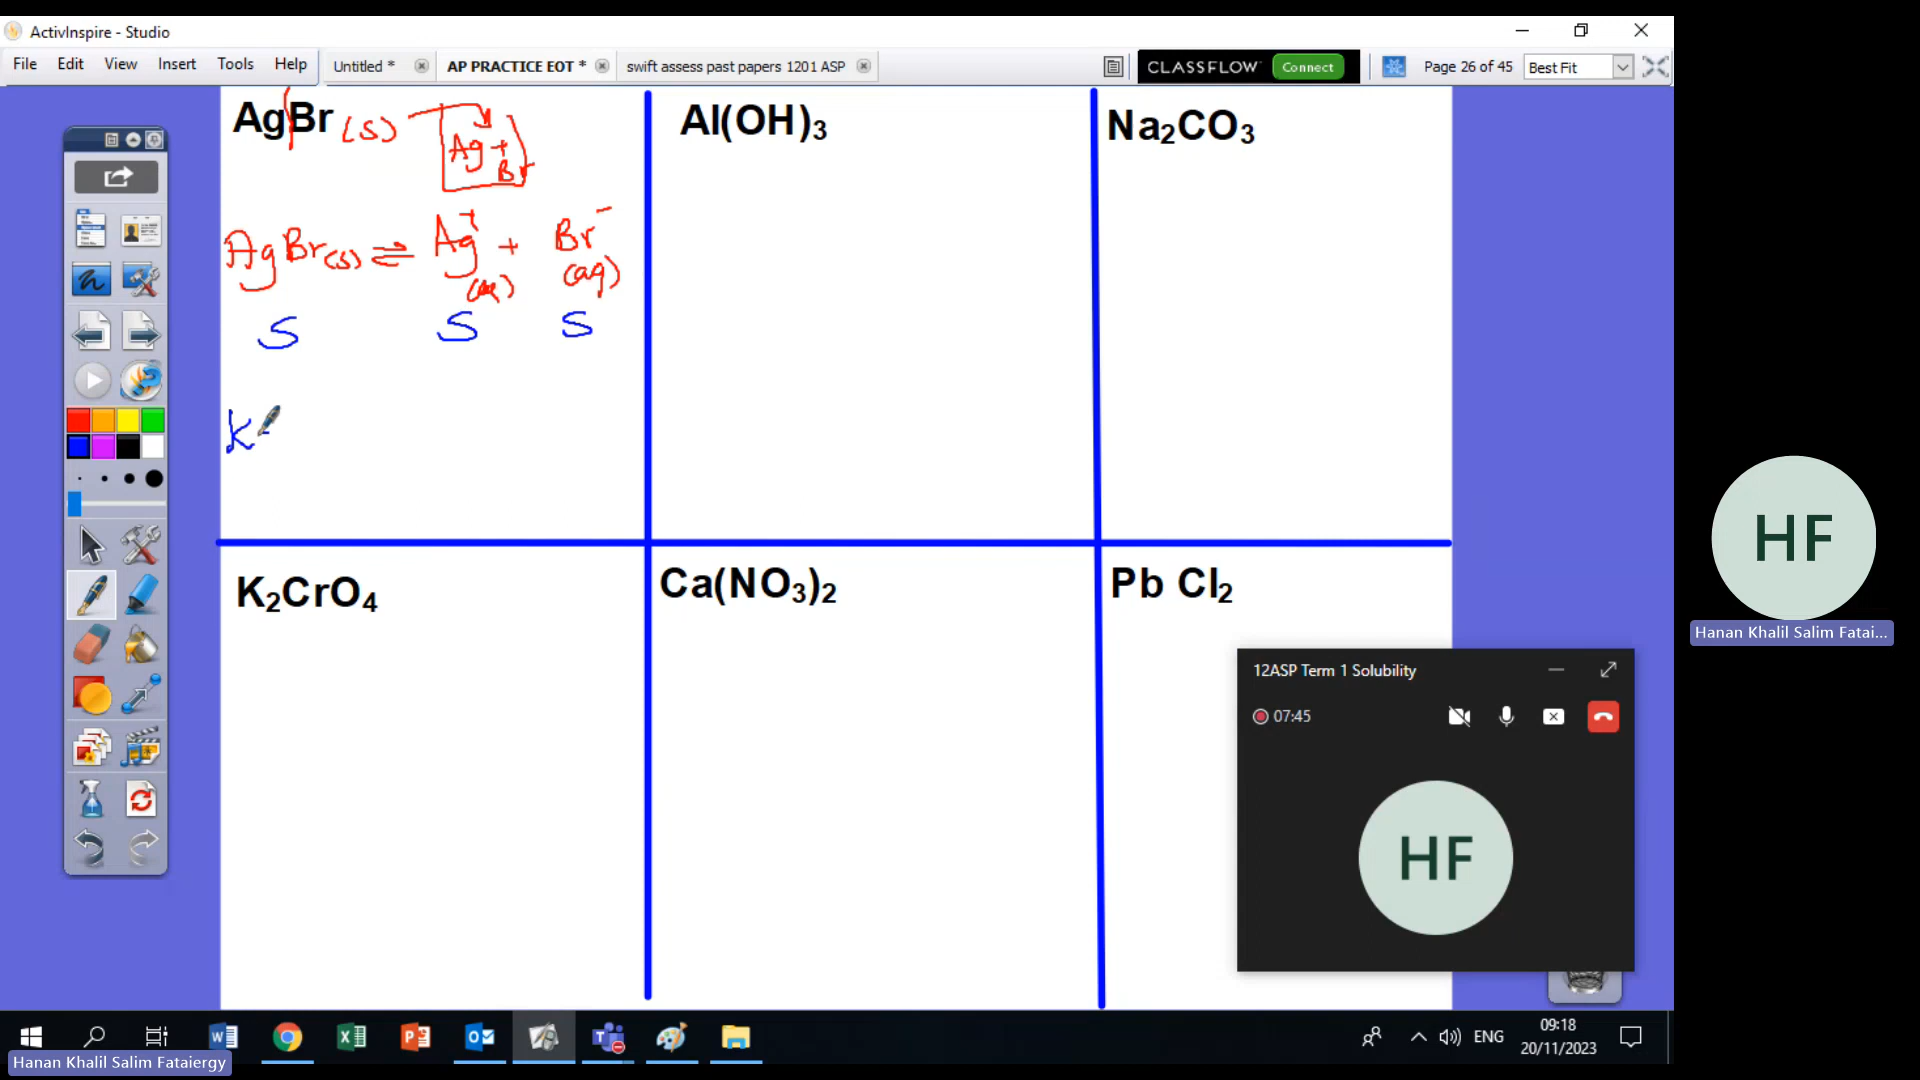 ActivInspire - Studio
File Edit View Insert Tools Help
Untitled * AP PRACTICE EOT * swift assess past papers 1201 ASP
CLASSFLOW Connect Page 26 of 45 Best Fit
AgBr (s)
Ag + Br
AgBr(s) ⇌ Ag+ (aq) + Br- (aq)
S S S
K
Al(OH)₃
Na₂CO₃
K₂CrO₄
Ca(NO₃)₂
Pb Cl₂
12ASP Term 1 Solubility
07:45
HF
HF
Hanan Khalil Salim Fatai...
ENG
09:18
20/11/2023
Hanan Khalil Salim Fataiergy